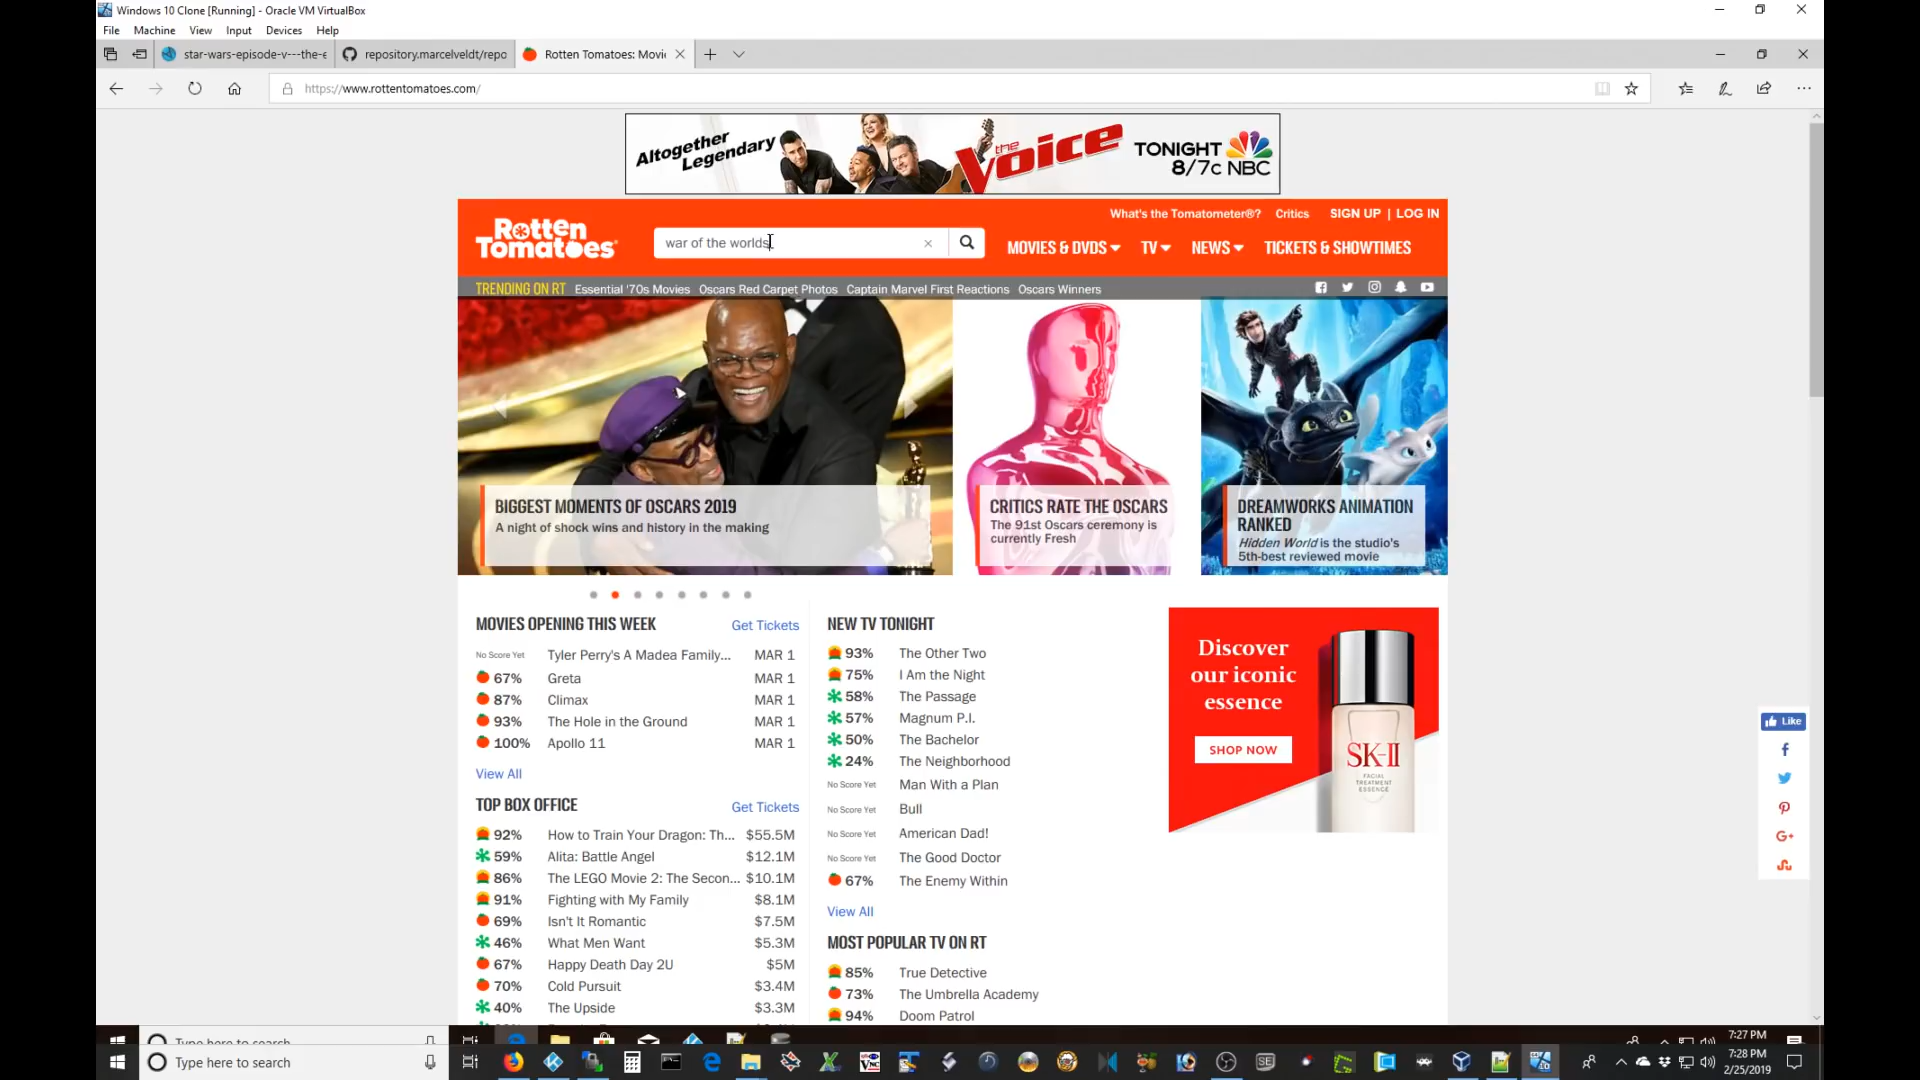 Windows 10 Clone [Running] - Oracle VM VirtualBox
File Machine View Input Devices Help
star-wars-episode-v---the-e
repository.marcelveldt/repo
Rotten Tomatoes: Movi
https://www.rottentomatoes.com/
Altogether Legendary
the Voice
TONIGHT 8/7c NBC
What's the Tomatometer®? Critics SIGN UP | LOG IN
Rotten Tomatoes
war of the worlds
MOVIES & DVDS TV NEWS TICKETS & SHOWTIMES
TRENDING ON RT Essential '70s Movies Oscars Red Carpet Photos Captain Marvel First Reactions Oscars Winners
BIGGEST MOMENTS OF OSCARS 2019
A night of shock wins and history in the making
CRITICS RATE THE OSCARS
The 91st Oscars ceremony is
currently Fresh
DREAMWORKS ANIMATION
RANKED
Hidden World is the studio's
5th-best reviewed movie
MOVIES OPENING THIS WEEK Get Tickets
No Score Yet Tyler Perry's A Madea Family... MAR 1
67% Greta MAR 1
87% Climax MAR 1
93% The Hole in the Ground MAR 1
100% Apollo 11 MAR 1
View All
TOP BOX OFFICE Get Tickets
92% How to Train Your Dragon: Th... $55.5M
59% Alita: Battle Angel $12.1M
86% The LEGO Movie 2: The Secon... $10.1M
91% Fighting with My Family $8.1M
69% Isn't It Romantic $7.5M
46% What Men Want $5.3M
67% Happy Death Day 2U $5M
70% Cold Pursuit $3.4M
40% The Upside $3.3M
NEW TV TONIGHT
93% The Other Two
75% I Am the Night
58% The Passage
57% Magnum P.I.
50% The Bachelor
24% The Neighborhood
No Score Yet Man With a Plan
No Score Yet Bull
No Score Yet American Dad!
No Score Yet The Good Doctor
67% The Enemy Within
View All
MOST POPULAR TV ON RT
85% True Detective
73% The Umbrella Academy
94% Doom Patrol
Discover
our iconic
essence
SHOP NOW
SK-II
FACIAL
TREATMENT
ESSENCE
Like
Type here to search
7:27 PM
Type here to search
7:28 PM
2/25/2019